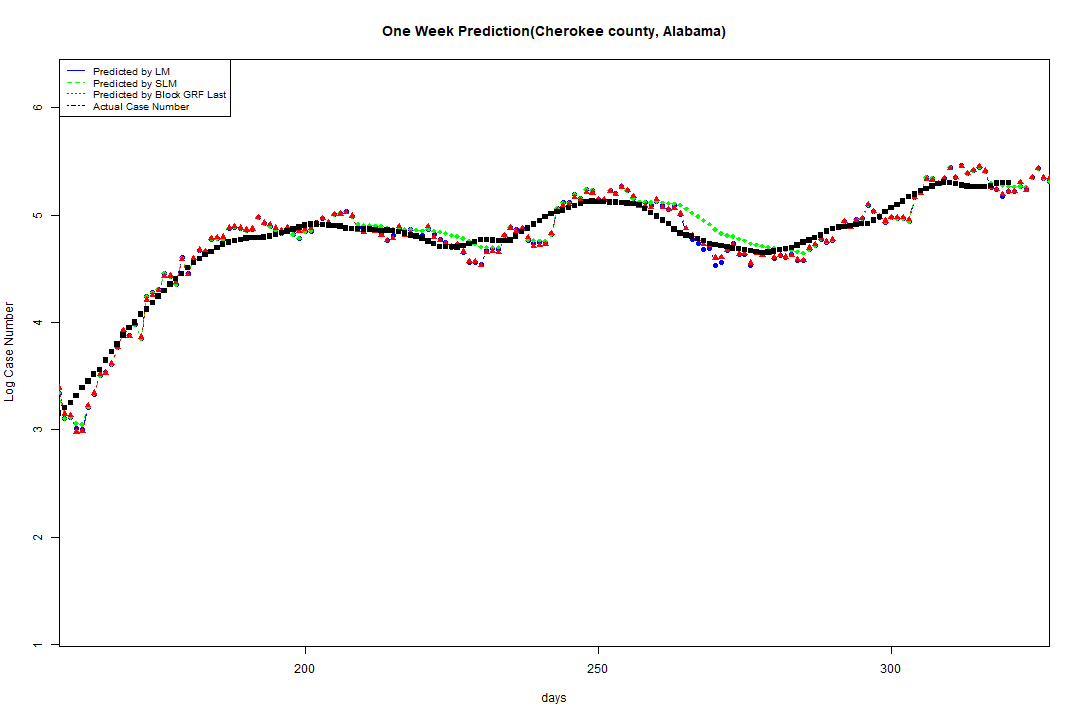 One Week Prediction(Cherokee county, Alabama)
Predicted by LM
Predicted by SLM
Predicted by Block GRF Last
Actual Case Number
6
5
4
3
2
1
Log Case Number
200 250 300
days